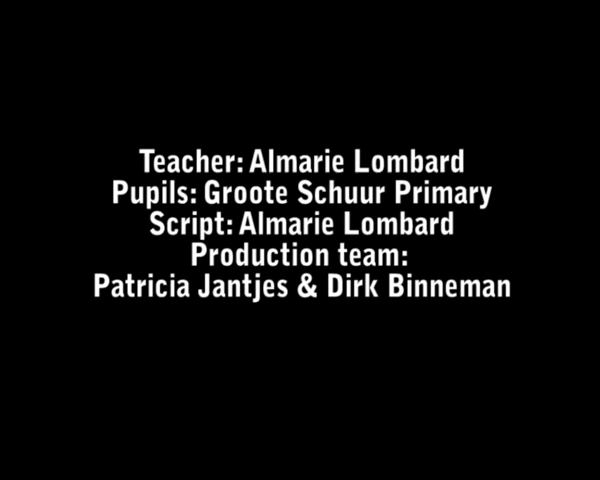 Teacher: Almarie Lombard
Pupils: Groote Schuur Primary
Script: Almarie Lombard
Production team:
Patricia Jantjes & Dirk Binneman